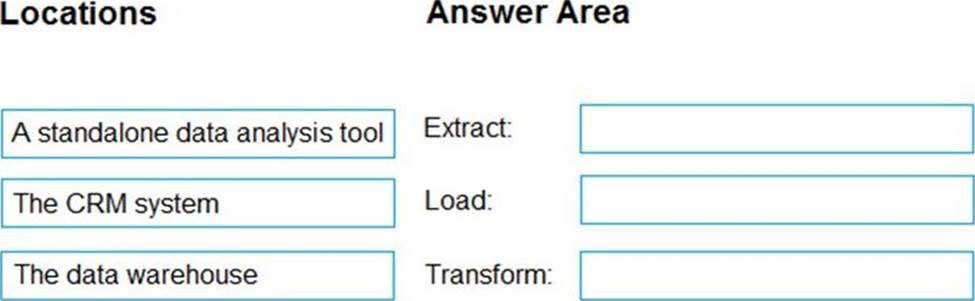 Locations
Answer Area
A standalone data analysis tool
Extract:
The CRM system
Load:
The data warehouse
Transform: